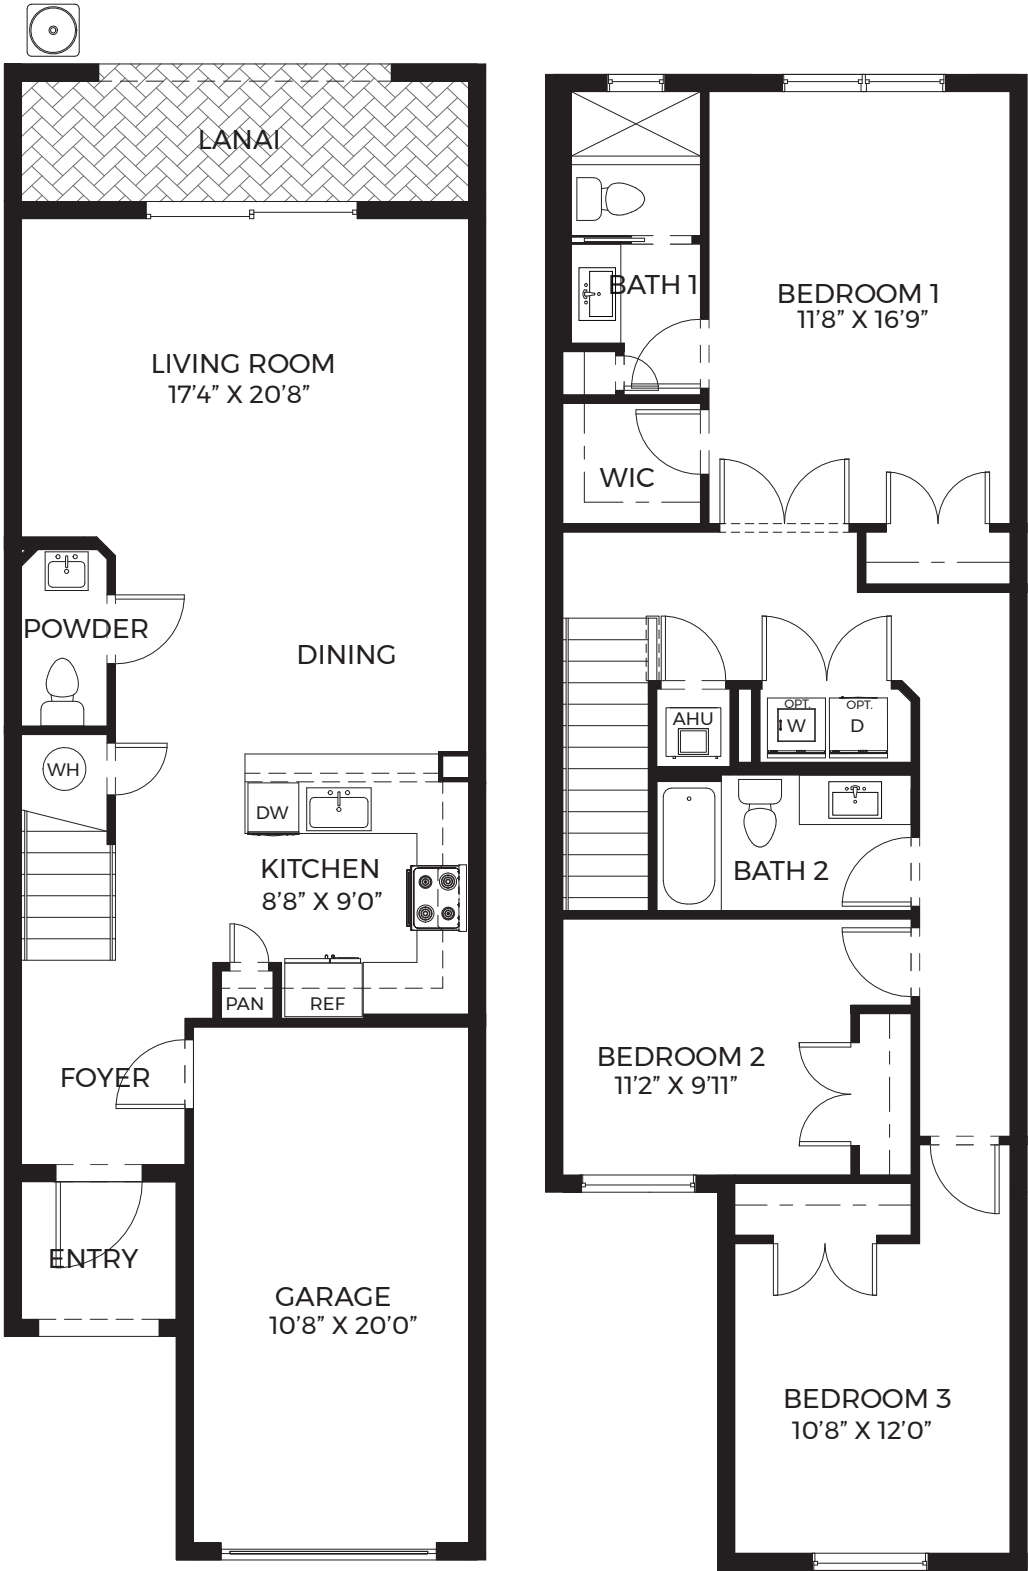 LANAI
LIVING ROOM
17'4” X 20'8”
POWDER
DINING
WH
DW
KITCHEN
8'8” X 9'0”
PAN
REF
FOYER
ENTRY
GARAGE
10'8” X 20'0”
BATH 1
BEDROOM 1
11'8” X 16'9”
WIC
AHU
OPT.
W
OPT.
D
BATH 2
BEDROOM 2
11'2” X 9'11”
BEDROOM 3
10'8” X 12'0”